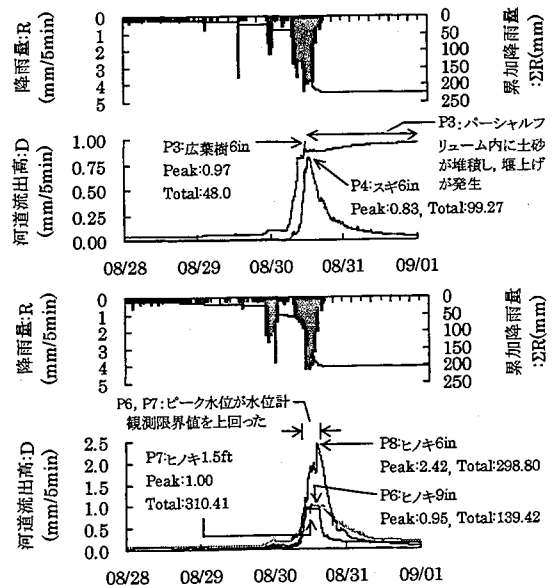 降雨量:R
(mm/5min)
0
1
2
3
4
5
0
50
100
150
200
250
累加降雨量
:ΣR(mm)
河道流出高:D
(mm/5min)
1.00
0.75
0.50
0.25
0.00
P3:広葉樹6in
Peak:0.97
Total:48.0
P3:パーシャルフ
リューム内に土砂
が堆積し,堰上げ
が発生
P4:スギ6in
Peak:0.83, Total:99.27
08/28 08/29 08/30 08/31 09/01
降雨量:R
(mm/5min)
0
1
2
3
4
5
0
50
100
150
200
250
累加降雨量
:ΣR(mm)
P6, P7:ピーク水位が水位計
観測限界値を上回った
河道流出高:D
(mm/5min)
2.5
2.0
1.5
1.0
0.5
0.0
P7:ヒノキ1.5ft
Peak:1.00
Total:310.41
P8:ヒノキ6in
Peak:2.42, Total:298.80
P6:ヒノキ9in
Peak:0.95, Total:139.42
08/28 08/29 08/30 08/31 09/01